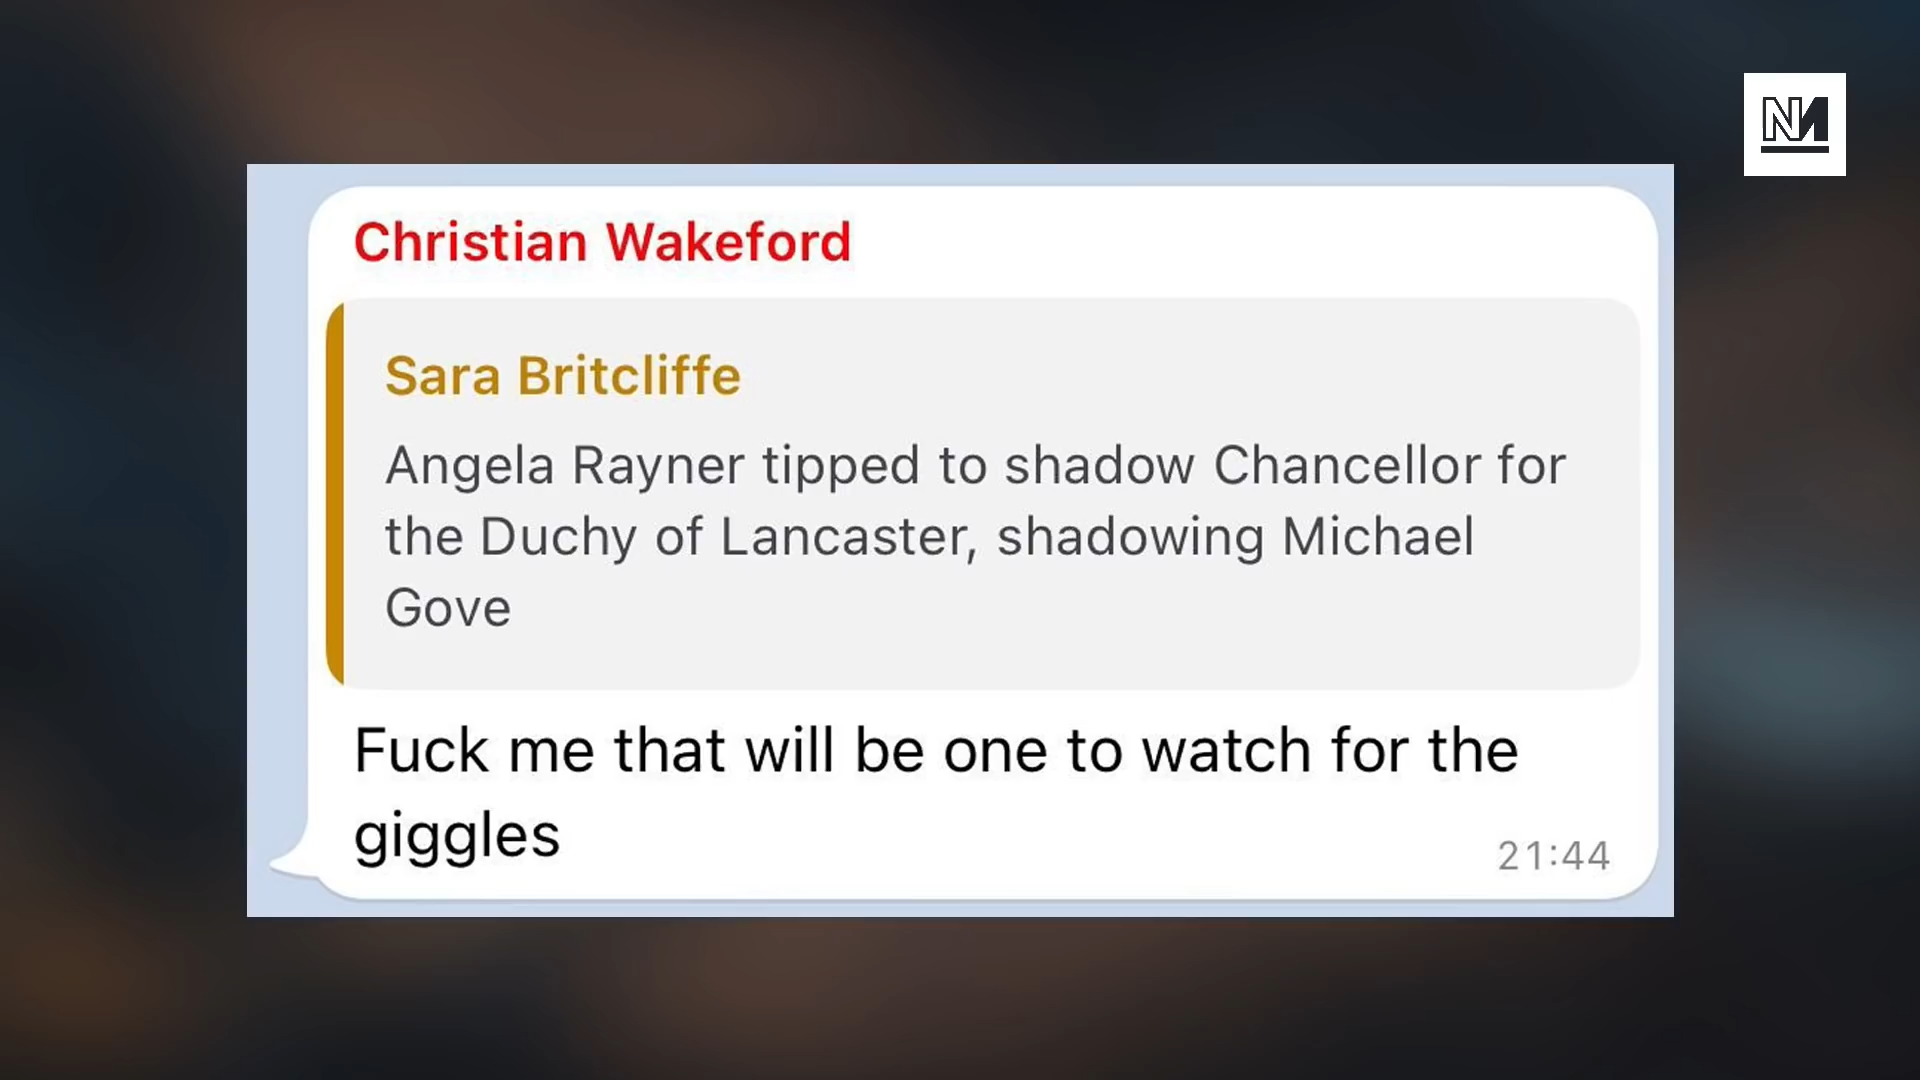 NM
Christian Wakeford
Sara Britcliffe
Angela Rayner tipped to shadow Chancellor for
the Duchy of Lancaster, shadowing Michael
Gove
Fuck me that will be one to watch for the
giggles
21:44